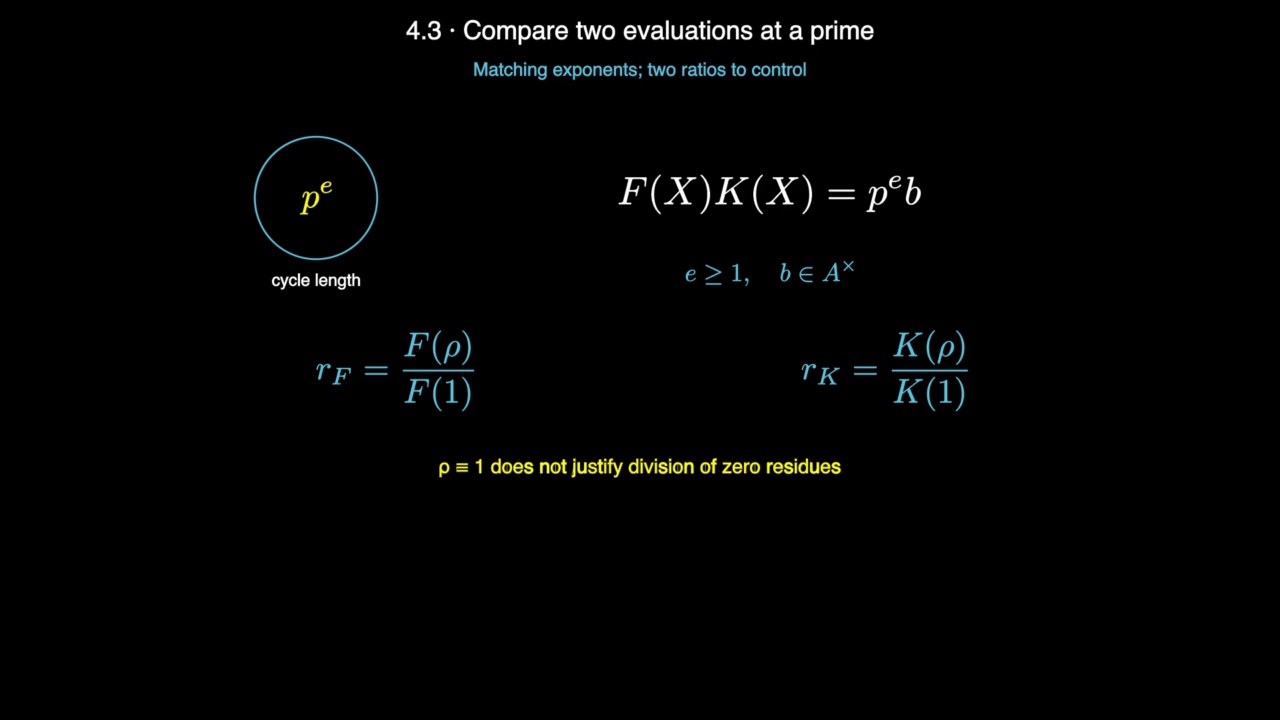 4.3 · Compare two evaluations at a prime
Matching exponents; two ratios to control
p^e
cycle length
F(X)K(X) = p^e b
e ≥ 1, b ∈ A^×
r_F = F(ρ)/F(1)
r_K = K(ρ)/K(1)
ρ ≡ 1 does not justify division of zero residues